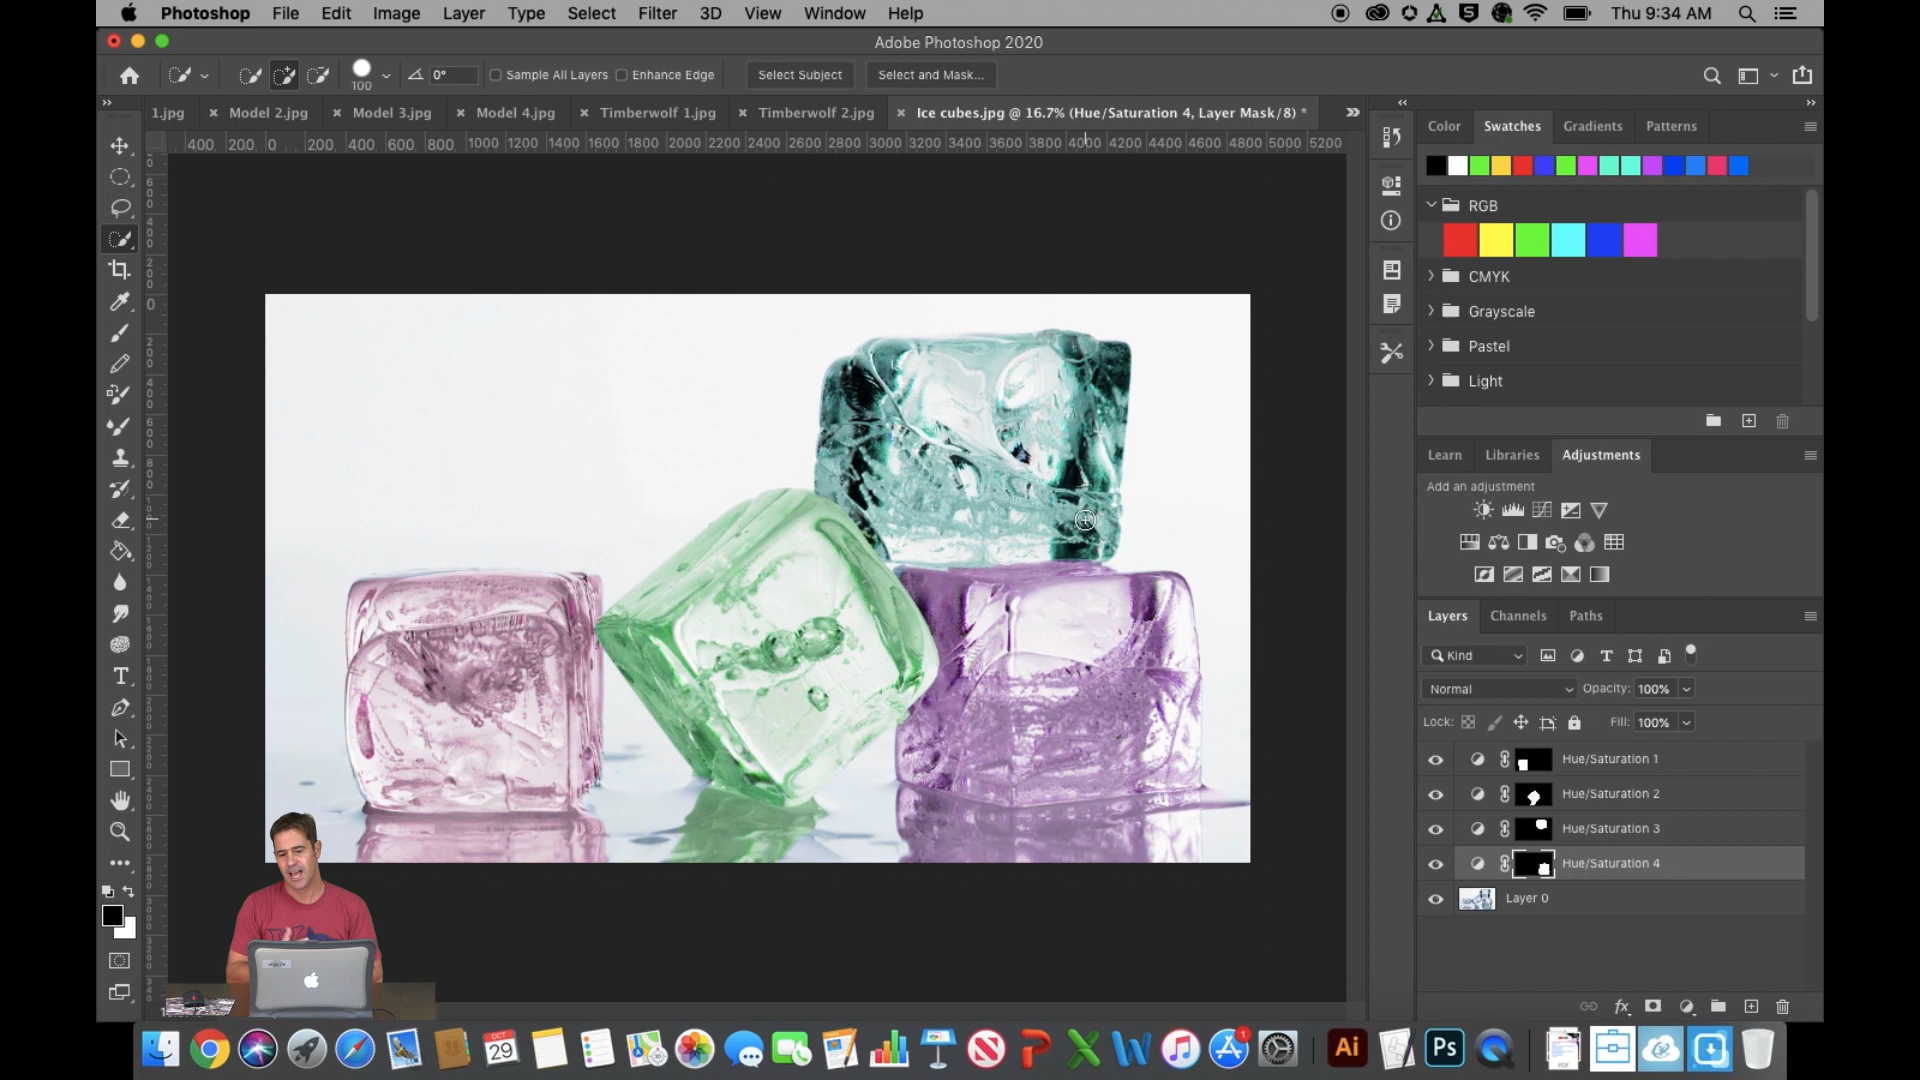 Photoshop File Edit Image Layer Type Select Filter 3D View Window Help Thu 9:34 AM
Adobe Photoshop 2020
100 0° Sample All Layers Enhance Edge Select Subject Select and Mask...
1.jpg × Model 2.jpg × Model 3.jpg × Model 4.jpg × Timberwolf 1.jpg × Timberwolf 2.jpg × Ice cubes.jpg @ 16.7% (Hue/Saturation 4, Layer Mask/8) *
400 200 0 200 400 600 800 1000 1200 1400 1600 1800 2000 2200 2400 2600 2800 3000 3200 3400 3600 3800 4000 4200 4400 4600 4800 5000 5200
Color Swatches Gradients Patterns
RGB
CMYK
Grayscale
Pastel
Light
Learn Libraries Adjustments
Add an adjustment
Layers Channels Paths
Kind
Normal Opacity: 100%
Lock: Fill: 100%
Hue/Saturation 1
Hue/Saturation 2
Hue/Saturation 3
Hue/Saturation 4
Layer 0
fx
OCT 29 1 Ai Ps